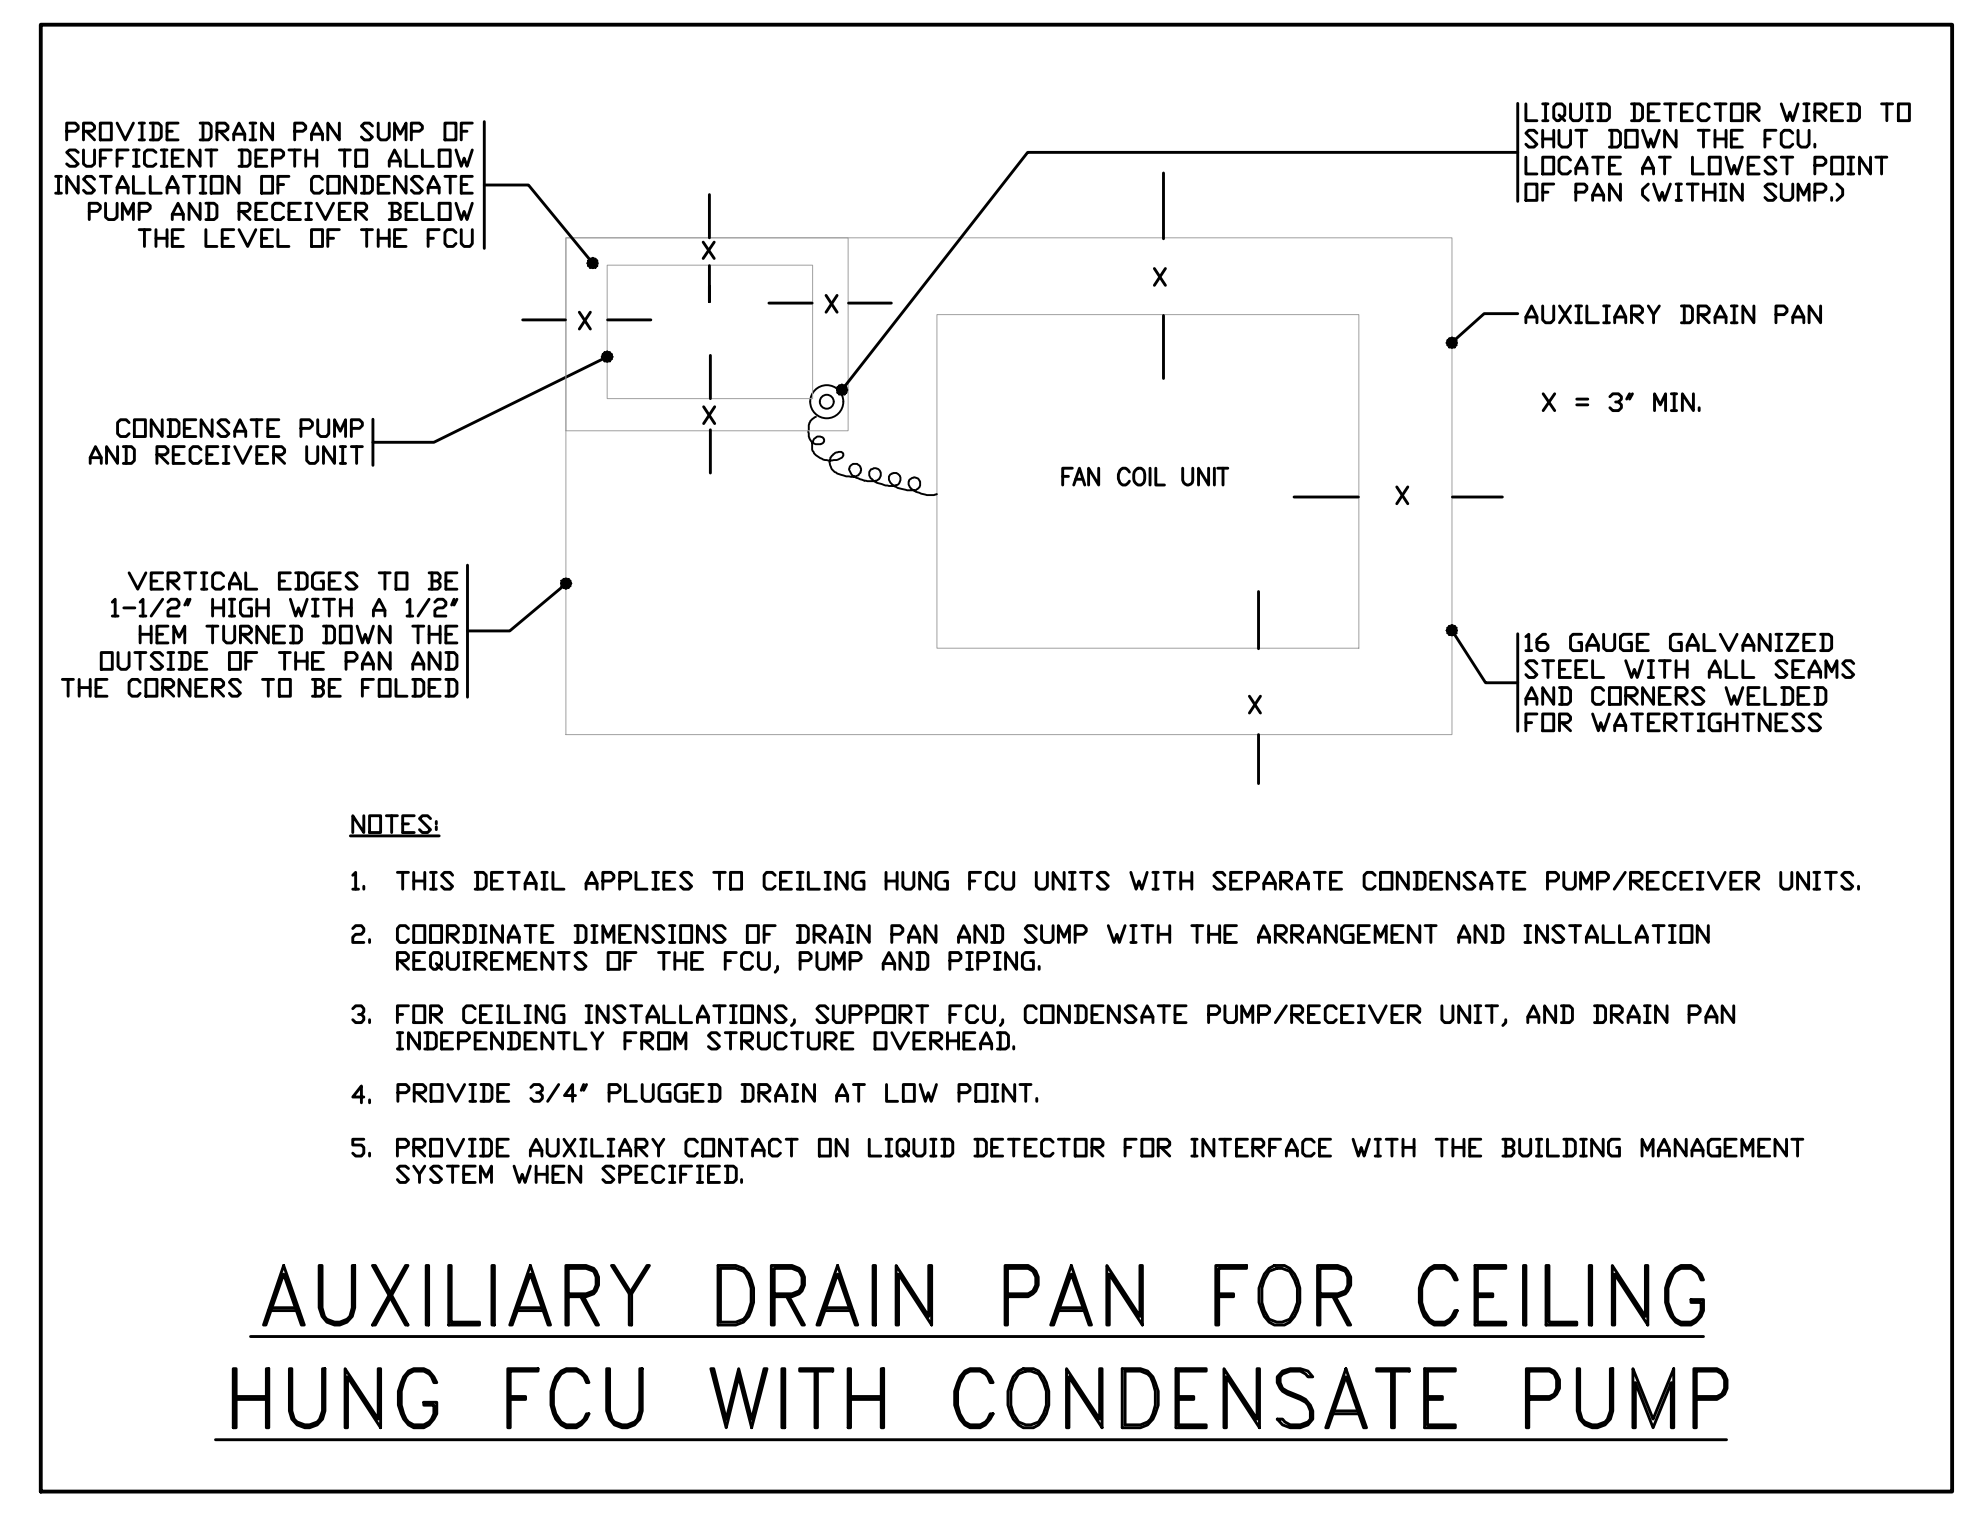 PROVIDE DRAIN PAN SUMP OF
SUFFICIENT DEPTH TO ALLOW
INSTALLATION OF CONDENSATE
PUMP AND RECEIVER BELOW
THE LEVEL OF THE FCU
LIQUID DETECTOR WIRED TO
SHUT DOWN THE FCU.
LOCATE AT LOWEST POINT
OF PAN (WITHIN SUMP.)
X
X
X
X
AUXILIARY DRAIN PAN
X = 3" MIN.
X
CONDENSATE PUMP
AND RECEIVER UNIT
FAN COIL UNIT
X
VERTICAL EDGES TO BE
1-1/2" HIGH WITH A 1/2"
HEM TURNED DOWN THE
OUTSIDE OF THE PAN AND
THE CORNERS TO BE FOLDED
X
16 GAUGE GALVANIZED
STEEL WITH ALL SEAMS
AND CORNERS WELDED
FOR WATERTIGHTNESS
NOTES:
1. THIS DETAIL APPLIES TO CEILING HUNG FCU UNITS WITH SEPARATE CONDENSATE PUMP/RECEIVER UNITS.
2. COORDINATE DIMENSIONS OF DRAIN PAN AND SUMP WITH THE ARRANGEMENT AND INSTALLATION
REQUIREMENTS OF THE FCU, PUMP AND PIPING.
3. FOR CEILING INSTALLATIONS, SUPPORT FCU, CONDENSATE PUMP/RECEIVER UNIT, AND DRAIN PAN
INDEPENDENTLY FROM STRUCTURE OVERHEAD.
4. PROVIDE 3/4" PLUGGED DRAIN AT LOW POINT.
5. PROVIDE AUXILIARY CONTACT ON LIQUID DETECTOR FOR INTERFACE WITH THE BUILDING MANAGEMENT
SYSTEM WHEN SPECIFIED.
AUXILIARY DRAIN PAN FOR CEILING
HUNG FCU WITH CONDENSATE PUMP